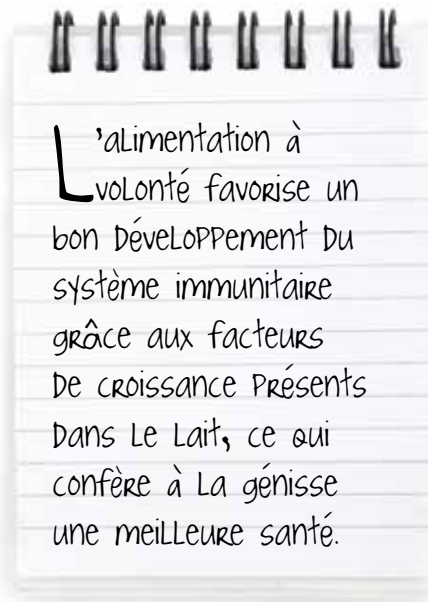 L'alimentation à
volonté favorise un
bon développement du
système immunitaire
grâce aux facteurs
de croissance présents
dans le lait, ce qui
confère à la génisse
une meilleure santé.